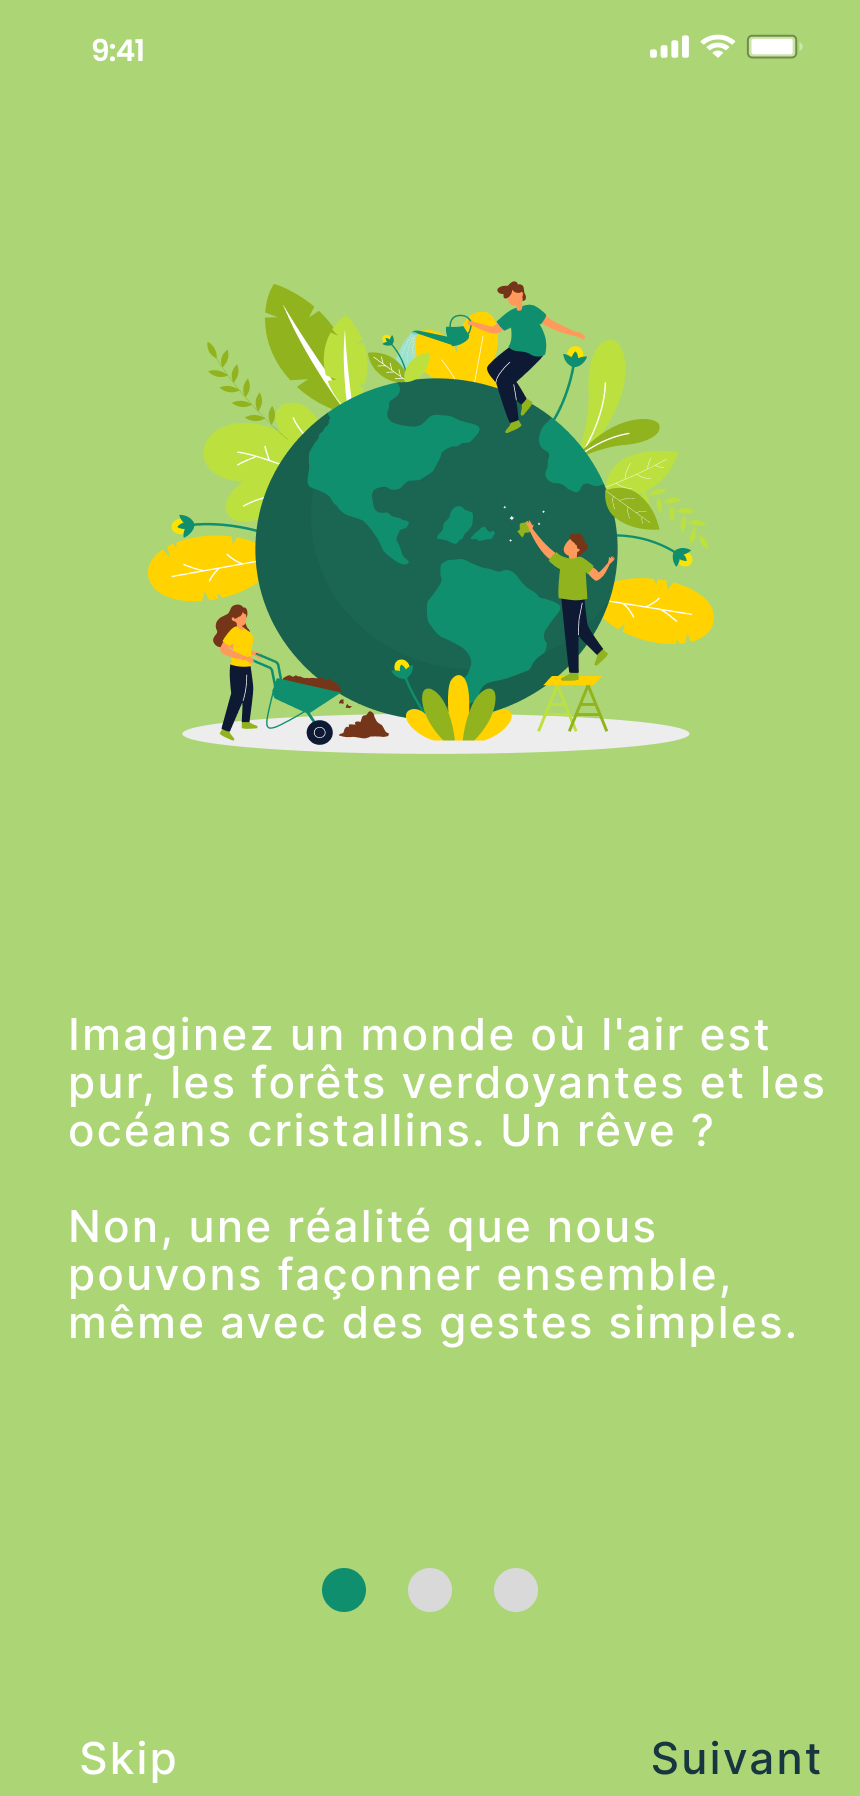 9:41
Imaginez un monde où l'air est
pur, les forêts verdoyantes et les
océans cristallins. Un rêve ?
Non, une réalité que nous
pouvons façonner ensemble,
même avec des gestes simples.
Skip
Suivant